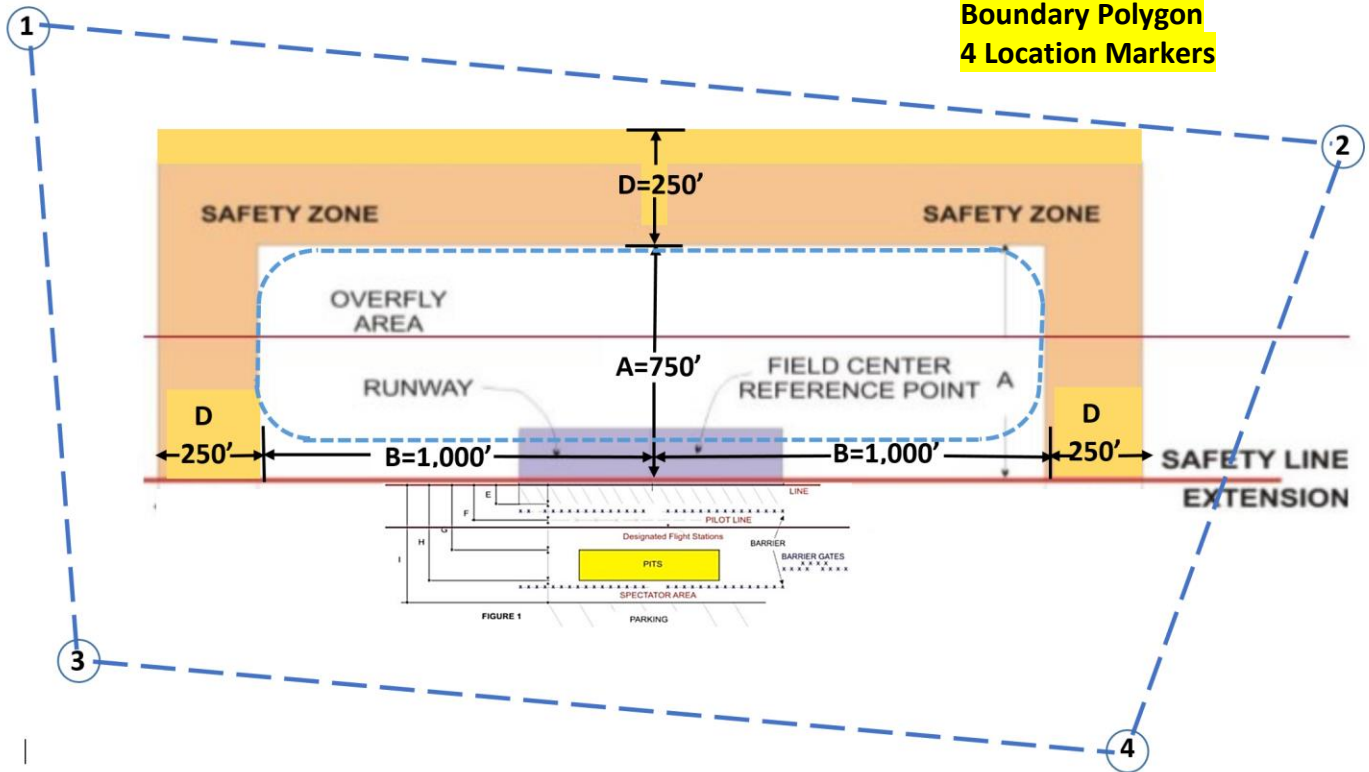 Boundary Polygon
4 Location Markers
1
2
D=250’
SAFETY ZONE
SAFETY ZONE
OVERFLY
AREA
A=750’
RUNWAY
FIELD CENTER
REFERENCE POINT
A
D
250’
B=1,000’
B=1,000’
D
250’
SAFETY LINE
EXTENSION
E
LINE
F
PILOT LINE
G
Designated Flight Stations
H
BARRIER
I
PITS
BARRIER GATES
SPECTATOR AREA
FIGURE 1
PARKING
3
4